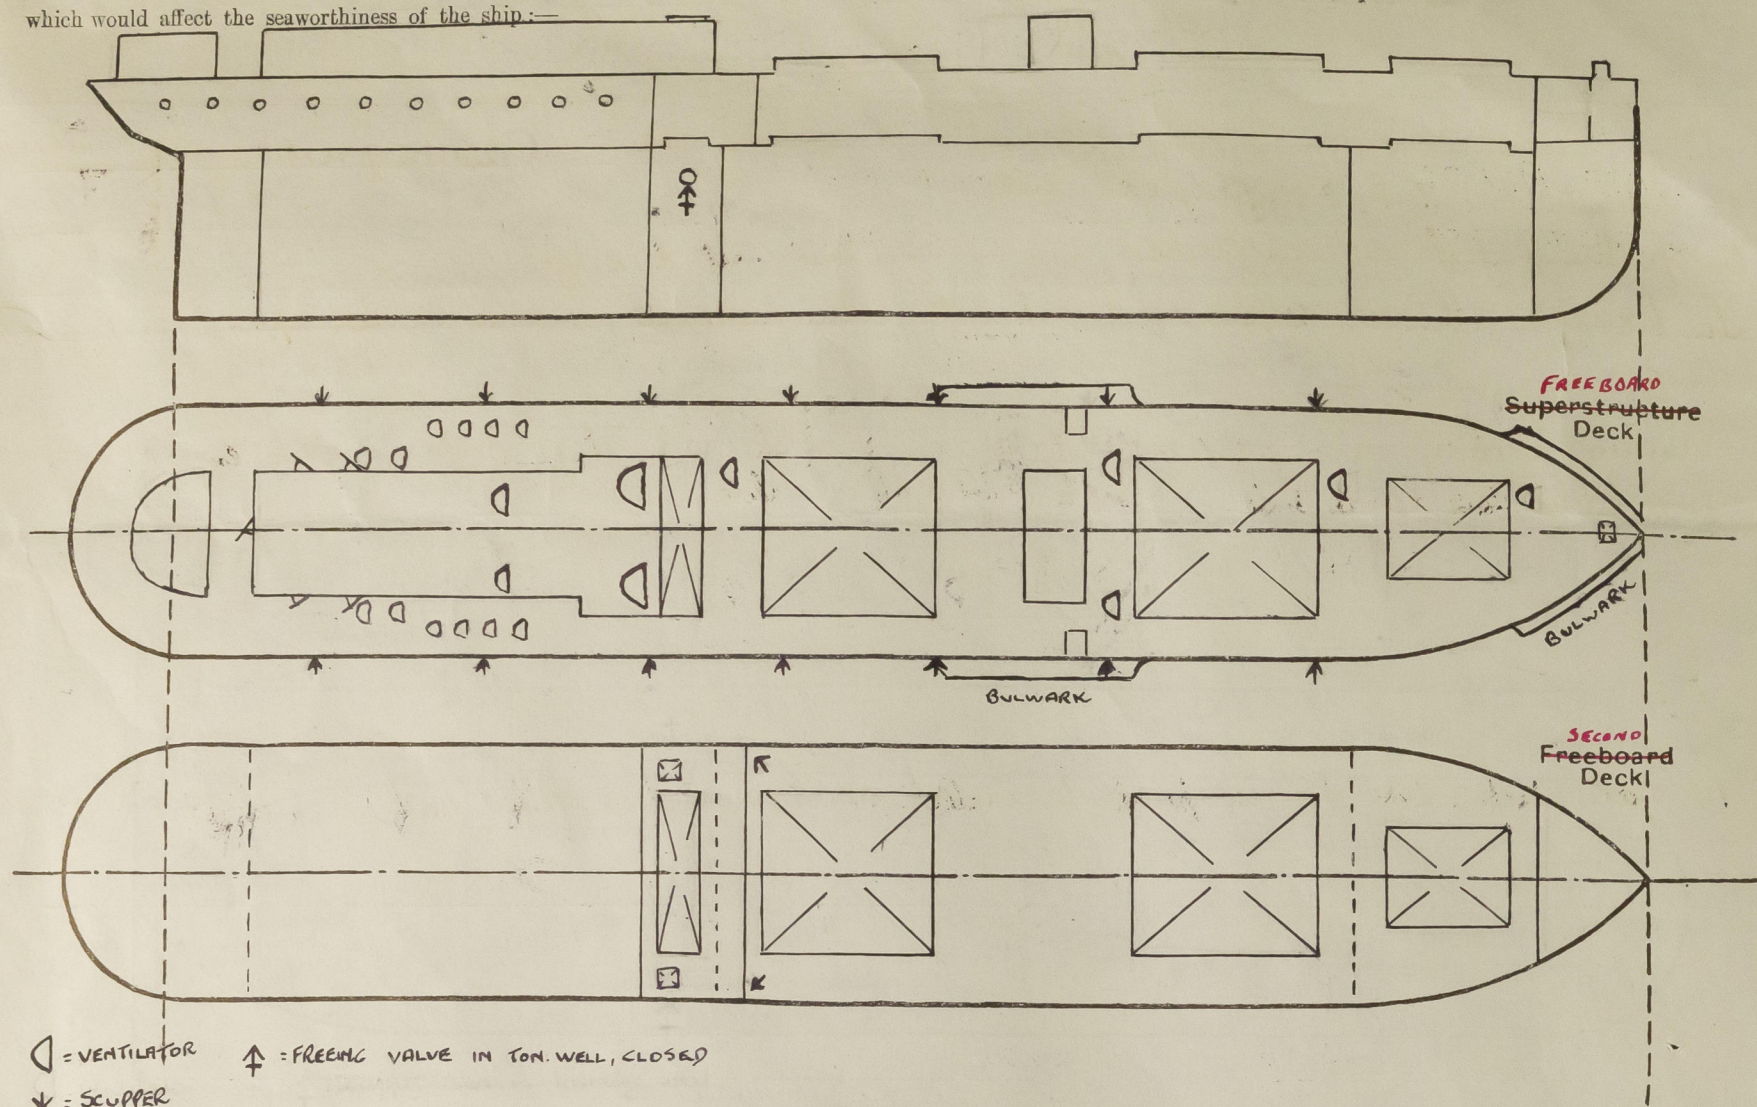 which would affect the seaworthiness of the ship:—
FREEBOARD
Superstructure
Deck
BULWARK
BULWARK
SECOND
Freeboard
Deck
= VENTILATOR
= FREEING VALVE IN TON. WELL, CLOSED
= SCUPPER